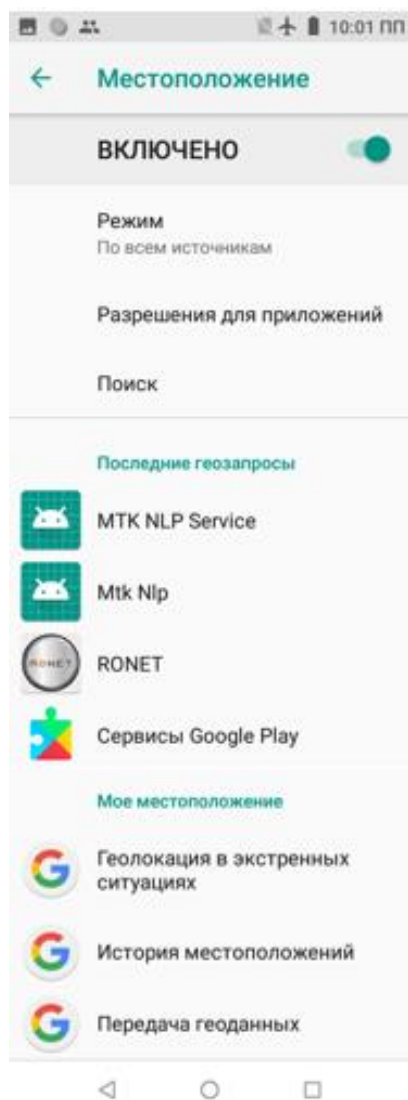 10:01 ПП
Местоположение
ВКЛЮЧЕНО
Режим
По всем источникам
Разрешения для приложений
Поиск
Последние геозапросы
MTK NLP Service
Mtk Nlp
RONET
RONET
Сервисы Google Play
Мое местоположение
Геолокация в экстренных
ситуациях
История местоположений
Передача геоданных